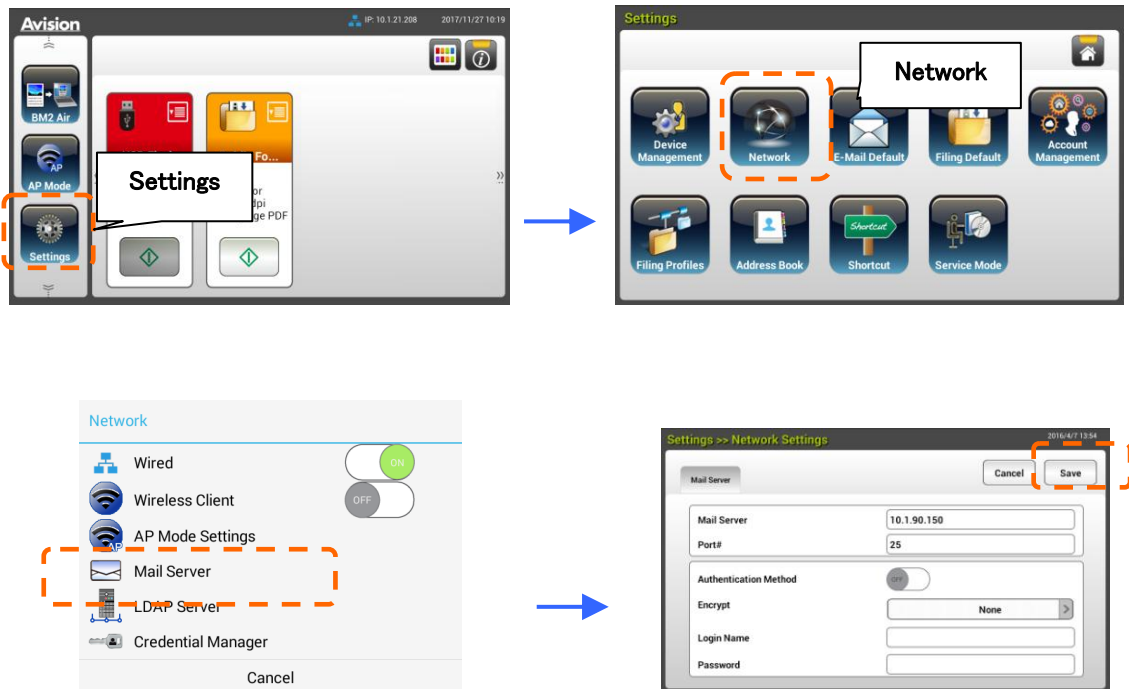 Avision
IP: 10.1.21.208
2017/11/27 10:19
BM2 Air
AP
AP Mode
Settings
Settings
Fo...
or
dpi
ge PDF
Settings
Network
Device
Management
Network
E-Mail Default
Filing Default
Account
Management
Filing Profiles
Address Book
Shortcut
Shortcut
Service Mode
Network
Wired
ON
Wireless Client
OFF
AP
AP Mode Settings
Mail Server
LDAP Server
Credential Manager
Cancel
Settings >> Network Settings
2016/4/7 13:54
Mail Server
Cancel
Save
Mail Server
10.1.90.150
Port#
25
Authentication Method
OFF
Encrypt
None
Login Name
Password